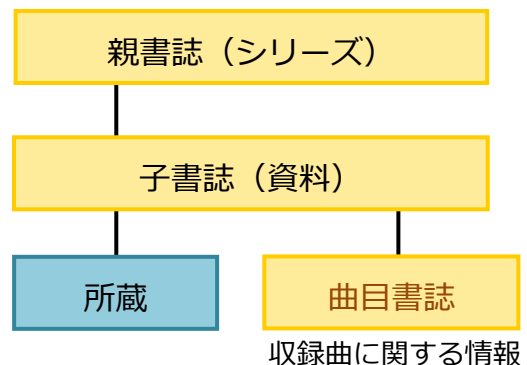 親書誌（シリーズ）
子書誌（資料）
所蔵
曲目書誌
収録曲に関する情報